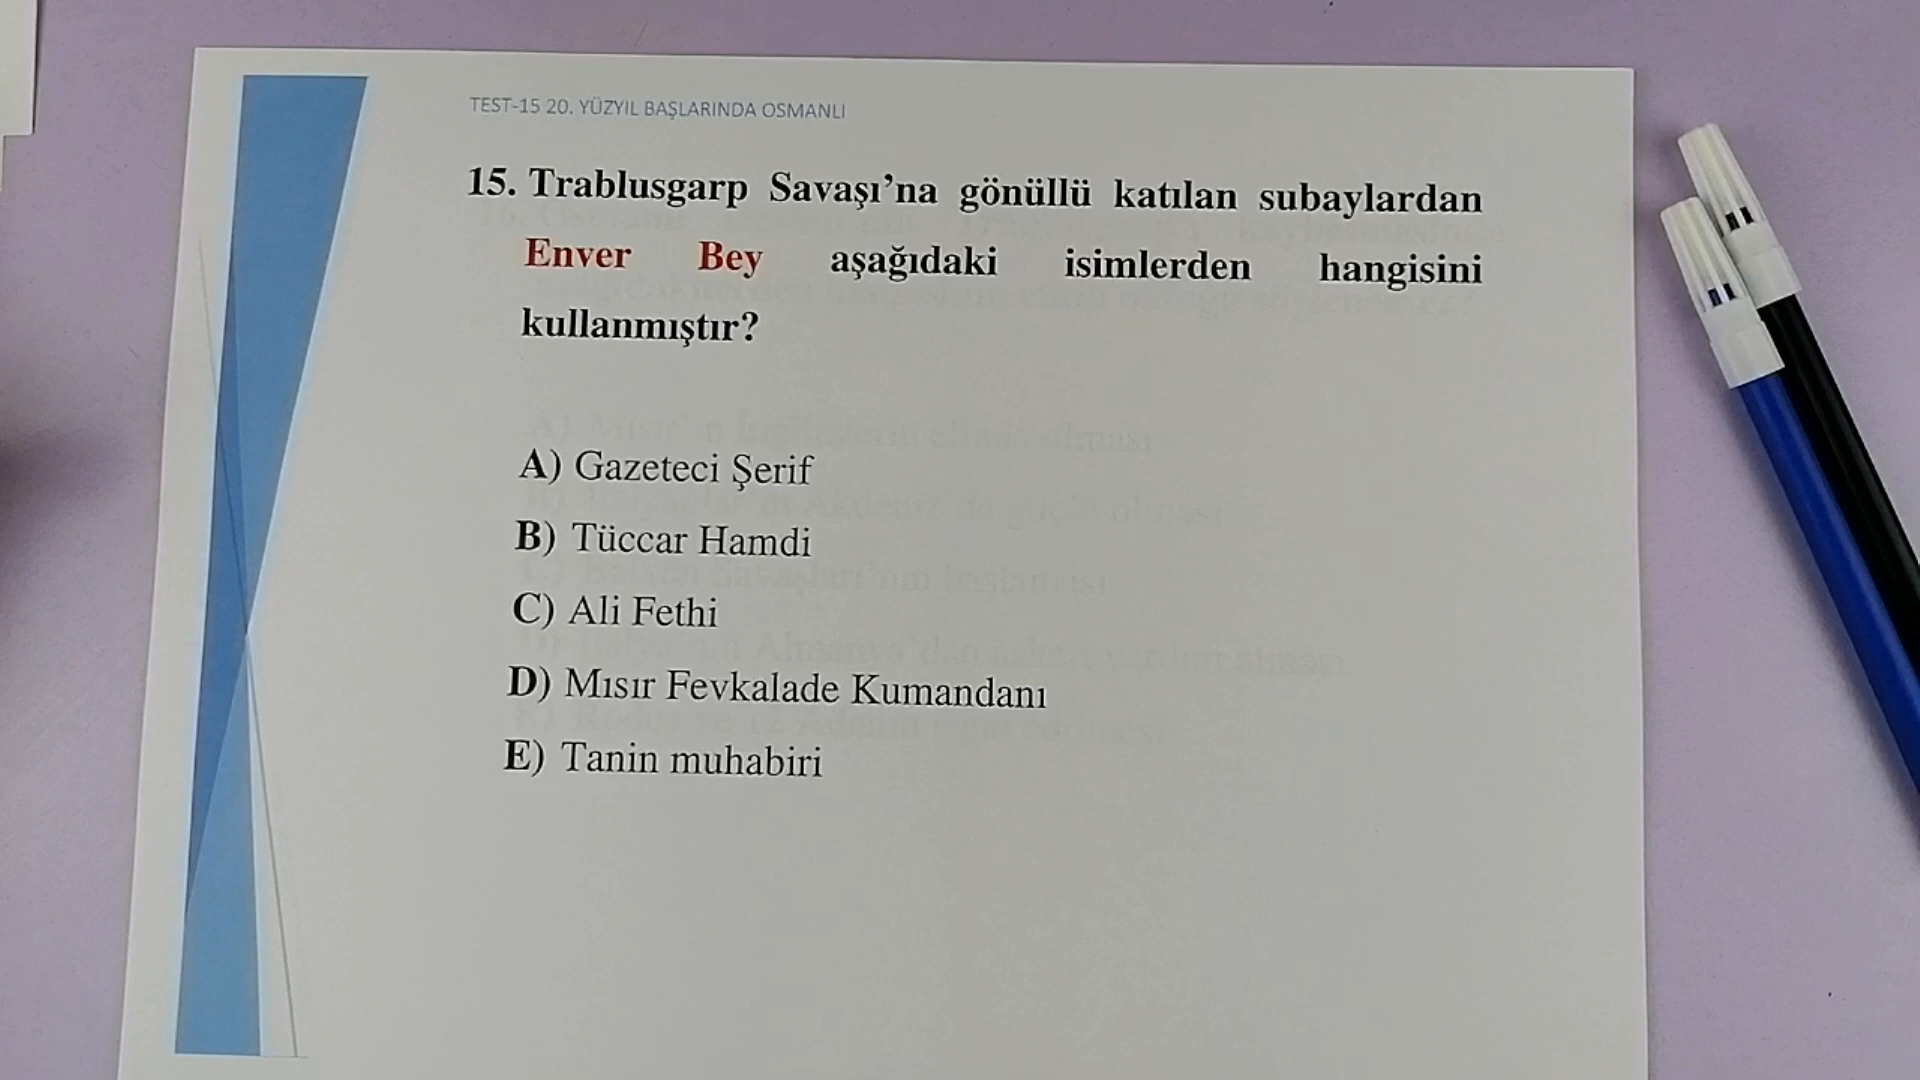 TEST-15 20. YÜZYIL BAŞLARINDA OSMANLI
15. Trablusgarp Savaşı’na gönüllü katılan subaylardan
Enver Bey aşağıdaki isimlerden hangisini
kullanmıştır?
A) Gazeteci Şerif
B) Tüccar Hamdi
C) Ali Fethi
D) Mısır Fevkalade Kumandanı
E) Tanin muhabiri